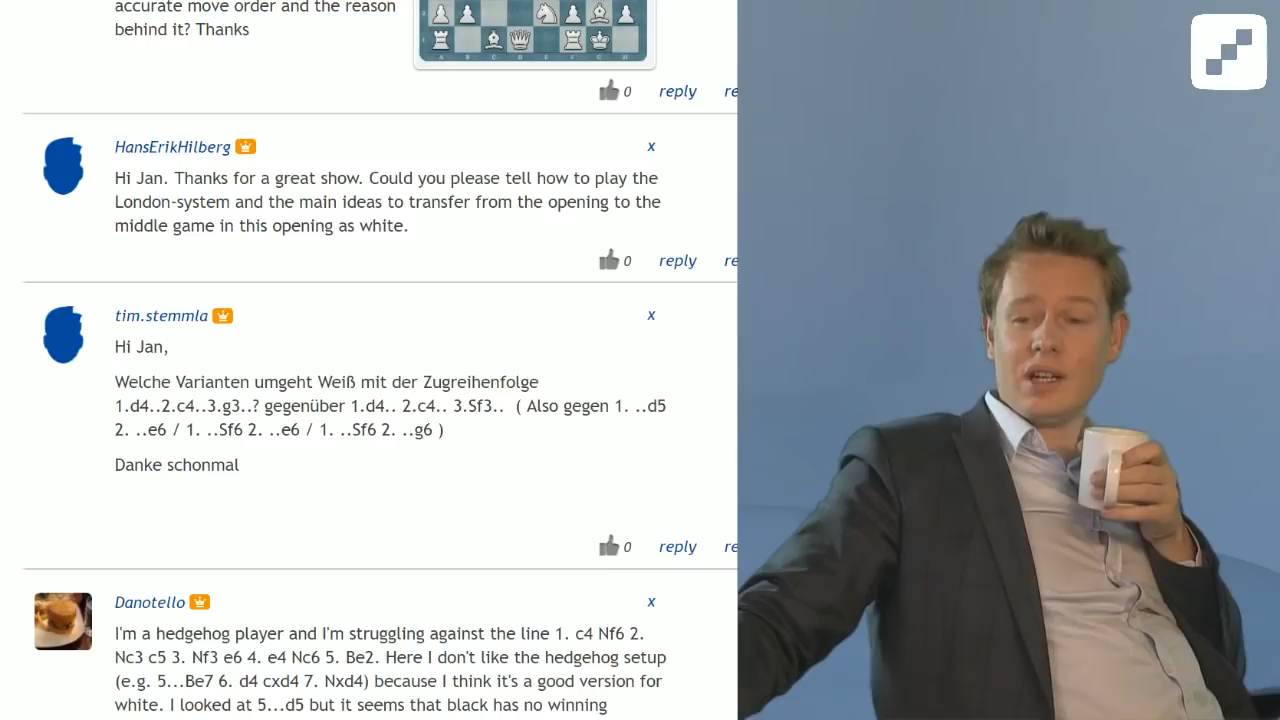 accurate move order and the reason
behind it? Thanks
0 reply re
HansErikHilberg x
Hi Jan. Thanks for a great show. Could you please tell how to play the
London-system and the main ideas to transfer from the opening to the
middle game in this opening as white.
0 reply re
tim.stemmla x
Hi Jan,
Welche Varianten umgeht Weiß mit der Zugreihenfolge
1.d4..2.c4..3.g3..? gegenüber 1.d4.. 2.c4.. 3.Sf3.. ( Also gegen 1. ..d5
2. ..e6 / 1. ..Sf6 2. ..e6 / 1. ..Sf6 2. ..g6 )
Danke schonmal
0 reply re
Danotello x
I'm a hedgehog player and I'm struggling against the line 1. c4 Nf6 2.
Nc3 c5 3. Nf3 e6 4. e4 Nc6 5. Be2. Here I don't like the hedgehog setup
(e.g. 5...Be7 6. d4 cxd4 7. Nxd4) because I think it's a good version for
white. I looked at 5...d5 but it seems that black has no winning